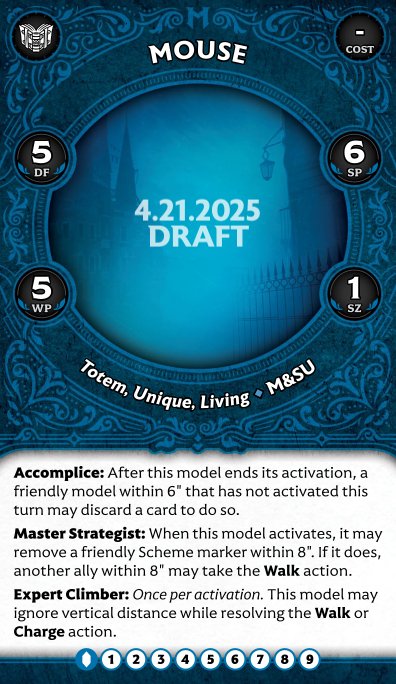 MOUSE
-
COST
5
DF
6
SP
4.21.2025
DRAFT
5
WP
1
SZ
Totem, Unique, Living ⬥ M&SU
Accomplice: After this model ends its activation, a
friendly model within 6" that has not activated this
turn may discard a card to do so.
Master Strategist: When this model activates, it may
remove a friendly Scheme marker within 8". If it does,
another ally within 8" may take the Walk action.
Expert Climber: Once per activation. This model may
ignore vertical distance while resolving the Walk or
Charge action.
1 2 3 4 5 6 7 8 9